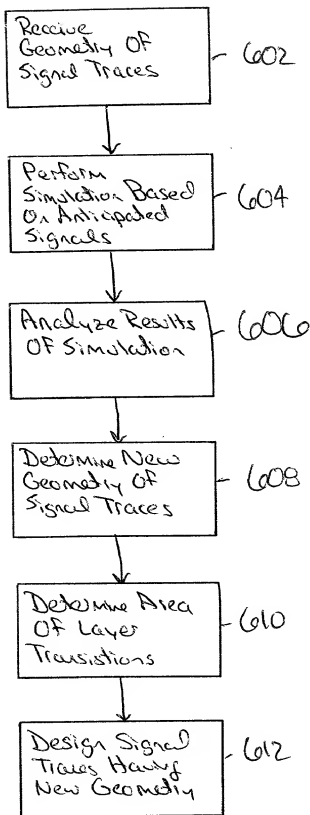 Receive
Geometry Of
Signal Traces
602
Perform
Simulation Based
On Anticipated
Signals
604
Analyze Results
Of Simulation
606
Determine New
Geometry Of
Signal Traces
608
Determine Area
Of Layer
Transistions
610
Design Signal
Traces Having
New Geometry
612